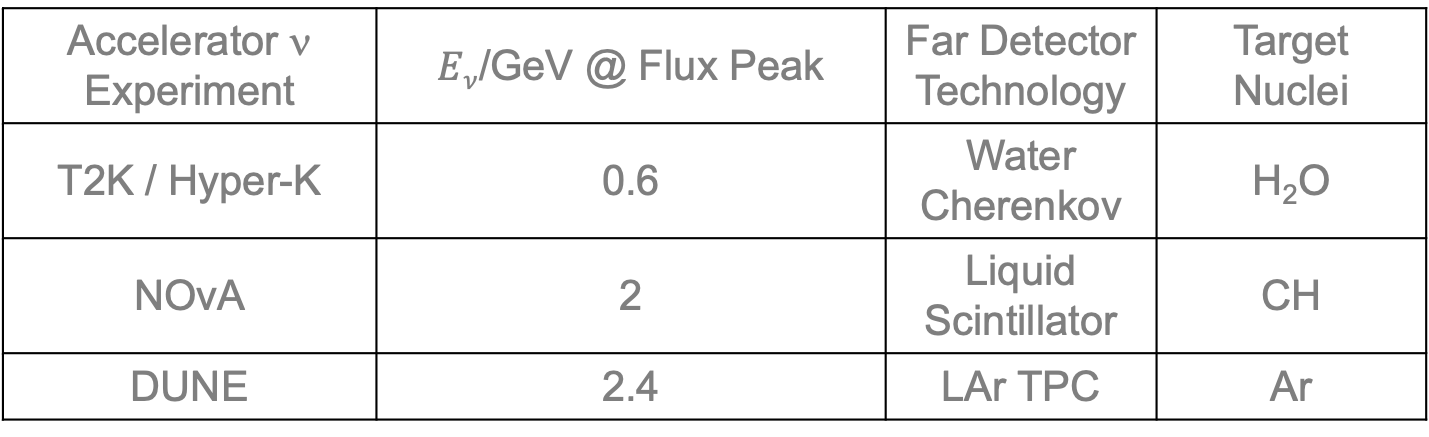 Accelerator ν
Experiment
E_ν/GeV @ Flux Peak
Far Detector
Technology
Target
Nuclei
T2K / Hyper-K
0.6
Water
Cherenkov
H₂O
NOvA
2
Liquid
Scintillator
CH
DUNE
2.4
LAr TPC
Ar